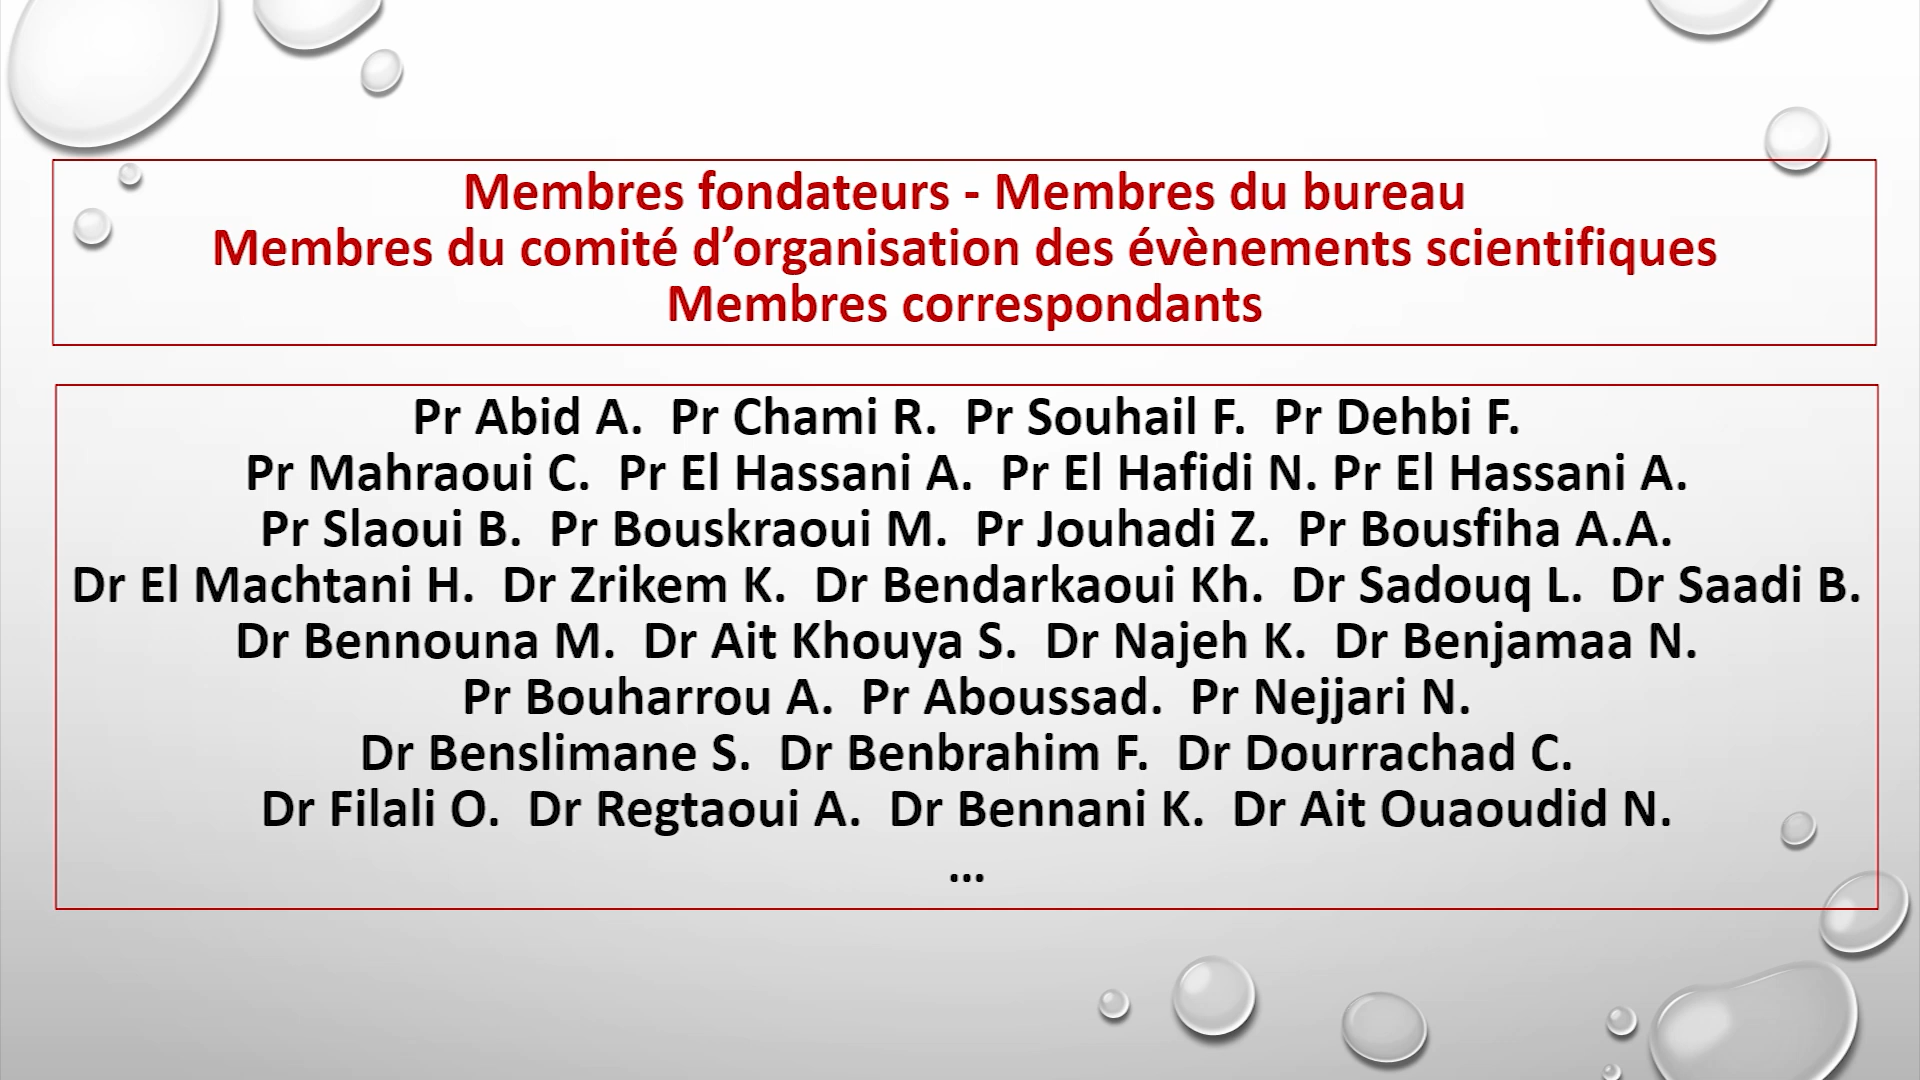 Membres fondateurs - Membres du bureau
Membres du comité d’organisation des évènements scientifiques
Membres correspondants
Pr Abid A. Pr Chami R. Pr Souhail F. Pr Dehbi F.
Pr Mahraoui C. Pr El Hassani A. Pr El Hafidi N. Pr El Hassani A.
Pr Slaoui B. Pr Bouskraoui M. Pr Jouhadi Z. Pr Bousfiha A.A.
Dr El Machtani H. Dr Zrikem K. Dr Bendarkaoui Kh. Dr Sadouq L. Dr Saadi B.
Dr Bennouna M. Dr Ait Khouya S. Dr Najeh K. Dr Benjamaa N.
Pr Bouharrou A. Pr Aboussad. Pr Nejjari N.
Dr Benslimane S. Dr Benbrahim F. Dr Dourrachad C.
Dr Filali O. Dr Regtaoui A. Dr Bennani K. Dr Ait Ouaoudid N.
...